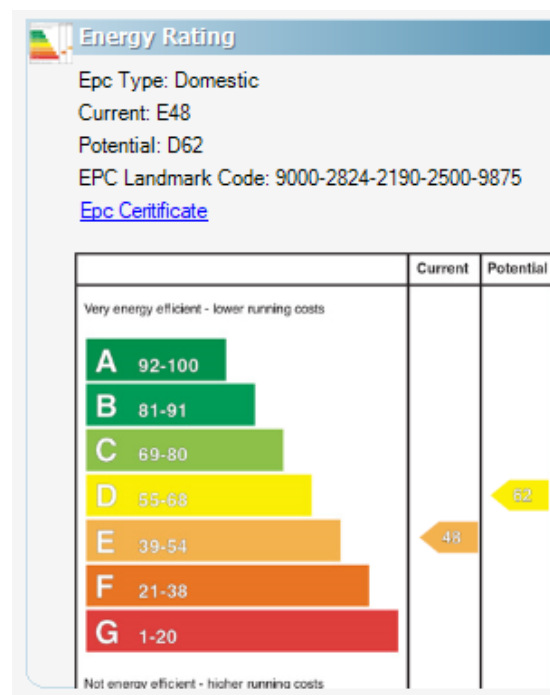 Energy Rating
Epc Type: Domestic
Current: E48
Potential: D62
EPC Landmark Code: 9000-2824-2190-2500-9875
Epc Ceritificate
Current Potential
Very energy efficient - lower running costs
A 92-100
B 81-91
C 69-80
D 55-68
62
E 39-54
48
F 21-38
G 1-20
Not energy efficient - higher running costs